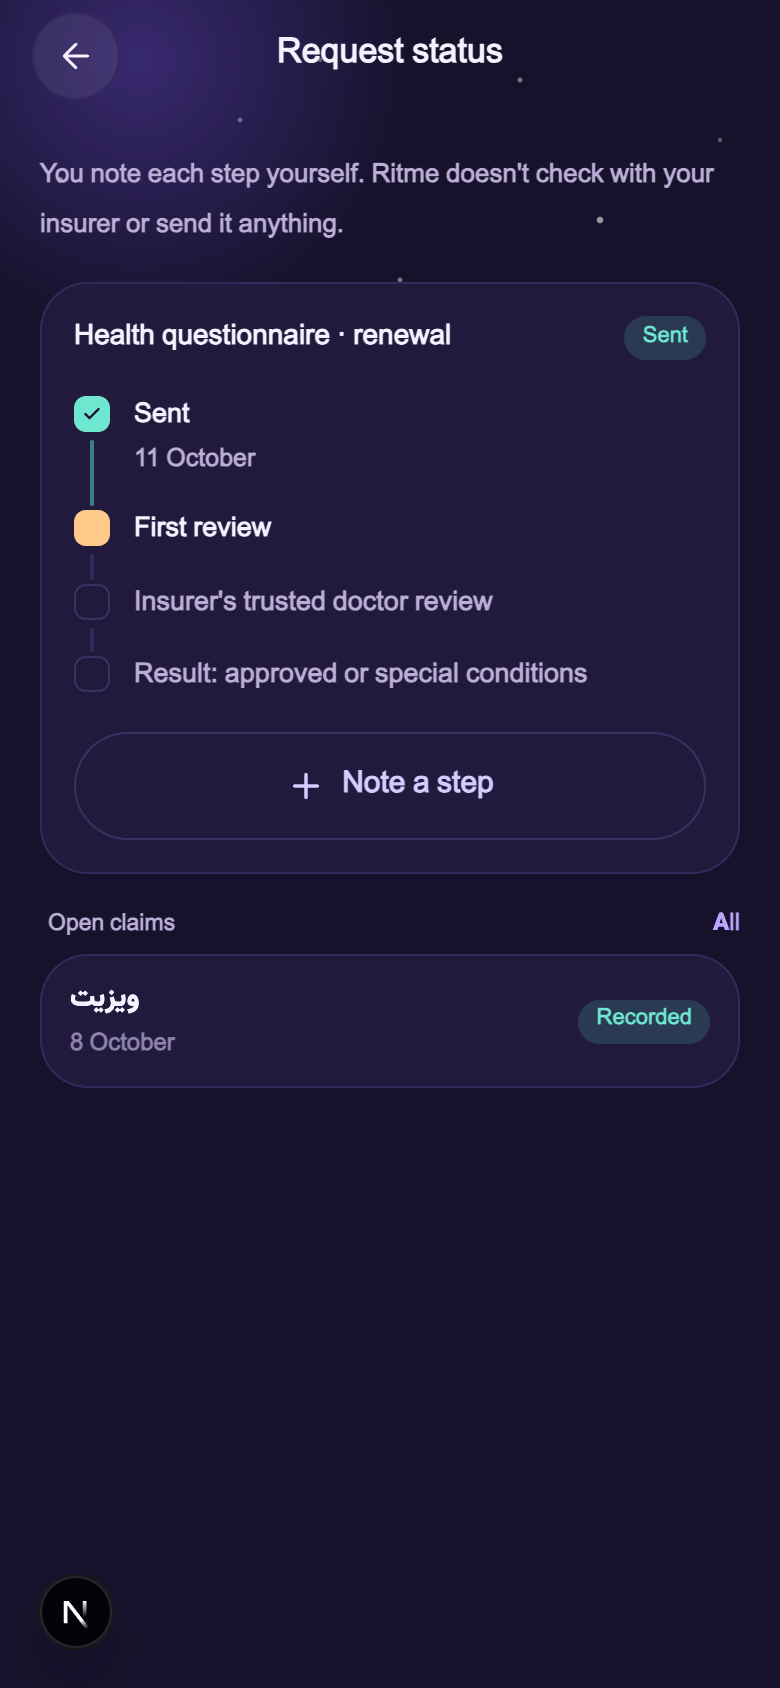 Request status
You note each step yourself. Ritme doesn't check with your
insurer or send it anything.
Health questionnaire · renewal
Sent
Sent
11 October
First review
Insurer's trusted doctor review
Result: approved or special conditions
Note a step
Open claims
All
ویزیت
Recorded
8 October
N